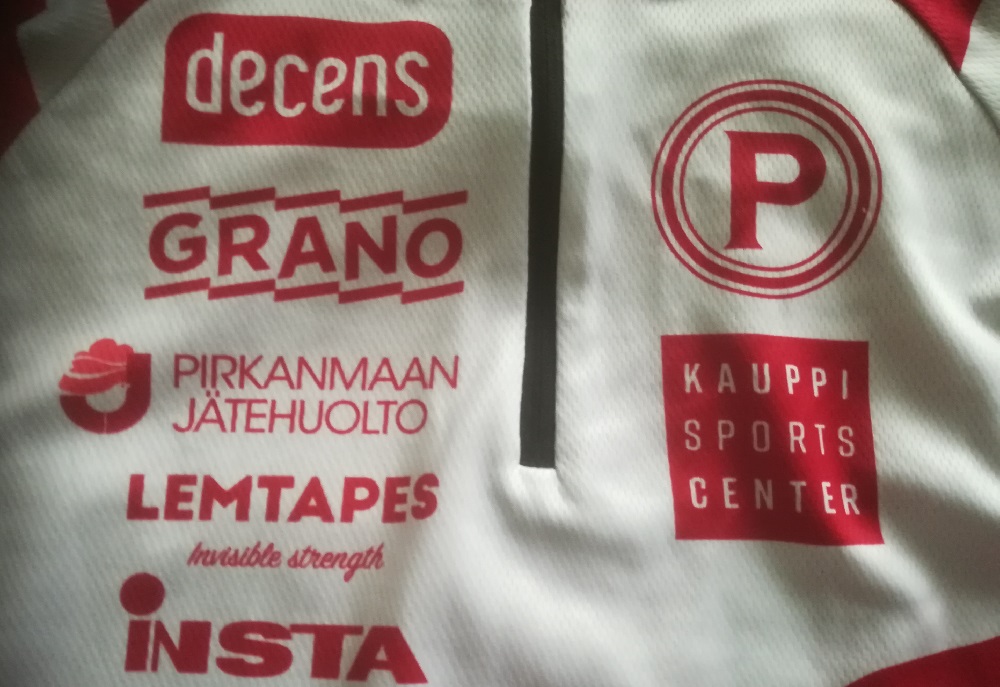 decens
GRANO
PIRKANMAAN
JÄTEHUOLTO
LEMTAPES
Invisible strength
iNSTA
P
KAUPPI
SPORTS
CENTER